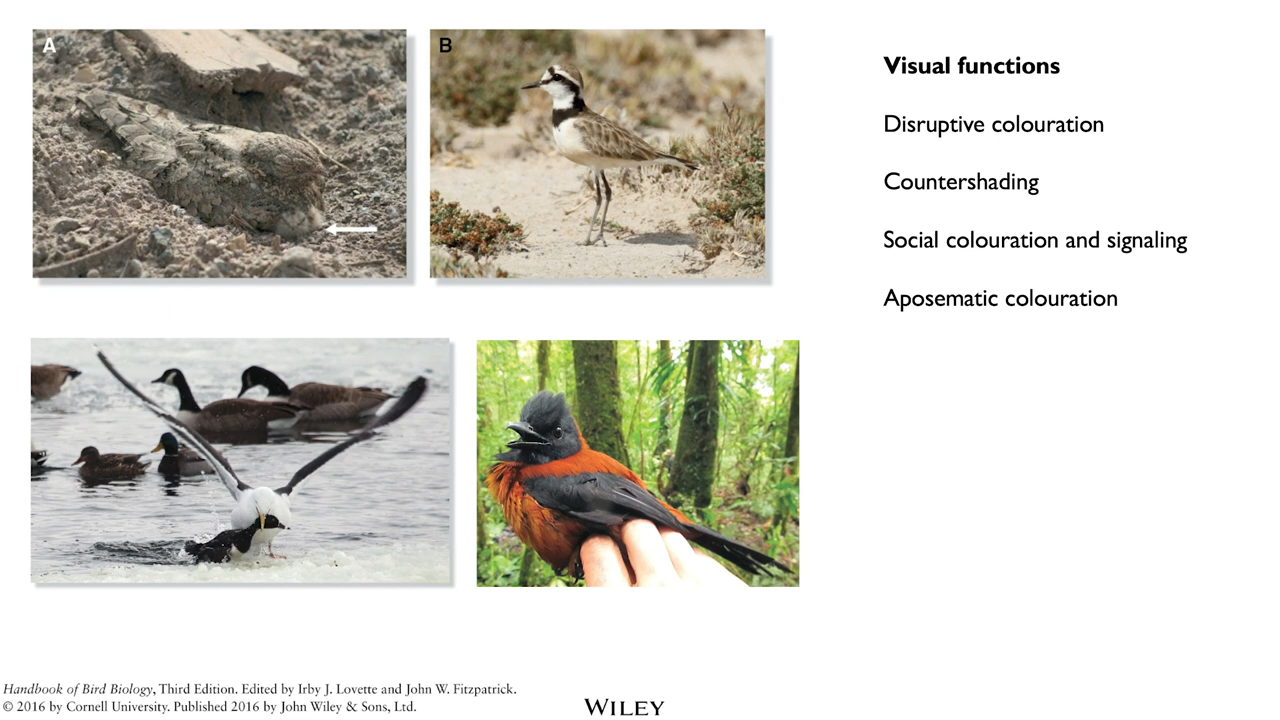 A
B
Visual functions
Disruptive colouration
Countershading
Social colouration and signaling
Aposematic colouration
Handbook of Bird Biology, Third Edition. Edited by Irby J. Lovette and John W. Fitzpatrick.
© 2016 by Cornell University. Published 2016 by John Wiley & Sons, Ltd.
WILEY